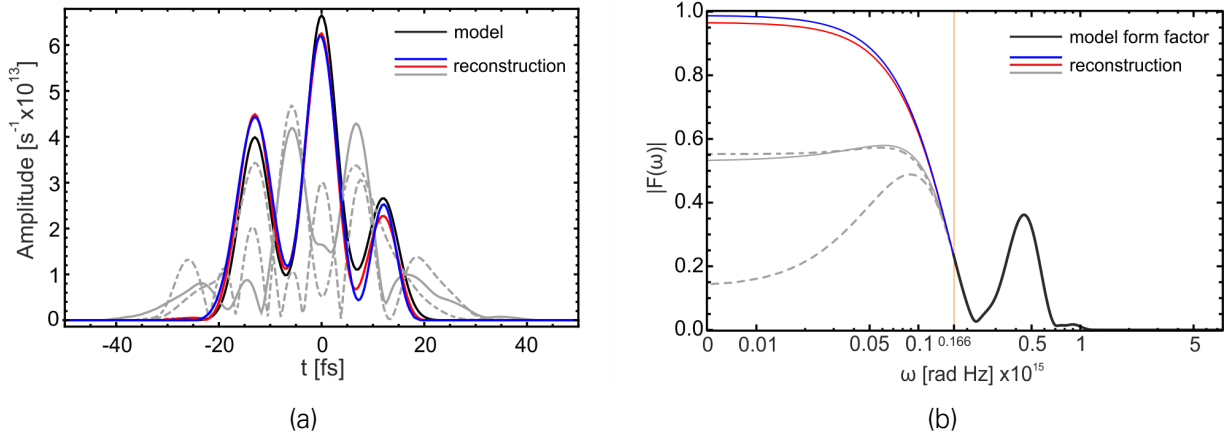 model
reconstruction
Amplitude [s⁻¹x10¹³]
6
5
4
3
2
1
0
-40
-20
0
20
40
t [fs]
(a)
model form factor
reconstruction
|F(ω)|
1.0
0.8
0.6
0.4
0.2
0.0
0
0.01
0.05
0.1
0.166
0.5
1
5
ω [rad Hz] x10¹⁵
(b)